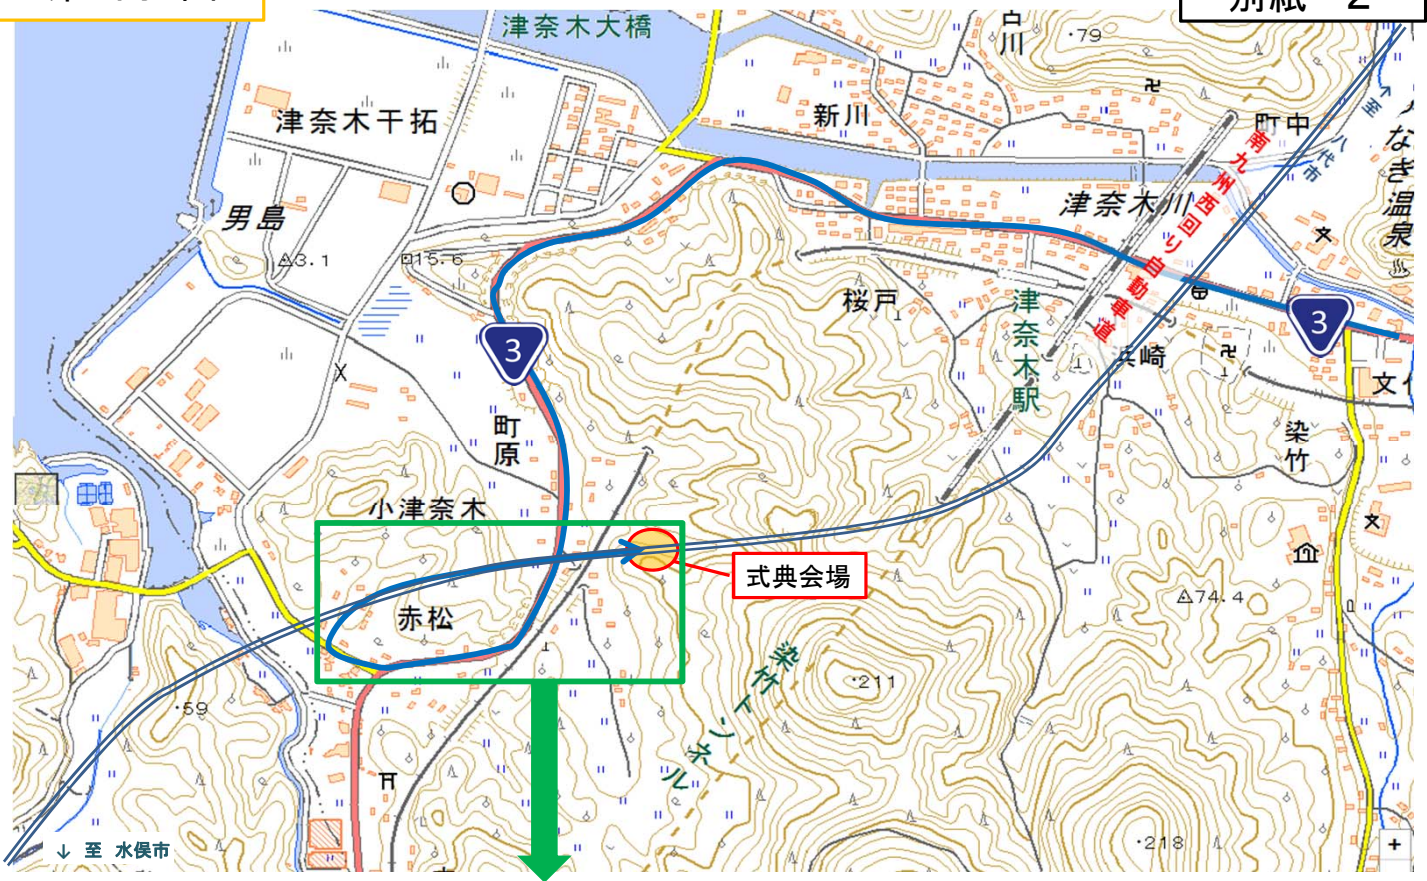 別紙 2
津奈木大橋
古川
・79
新川
津奈木干拓
町中
↑至 八代市
つなぎ温泉
南九州西回り自動車道
津奈木川
男島
3.1
15.6
桜戸
津奈木駅
3
3
浜崎
町原
染竹
小津奈木
式典会場
赤松
74.4
染竹トンネル
・211
・59
↓ 至 水俣市
・218
+